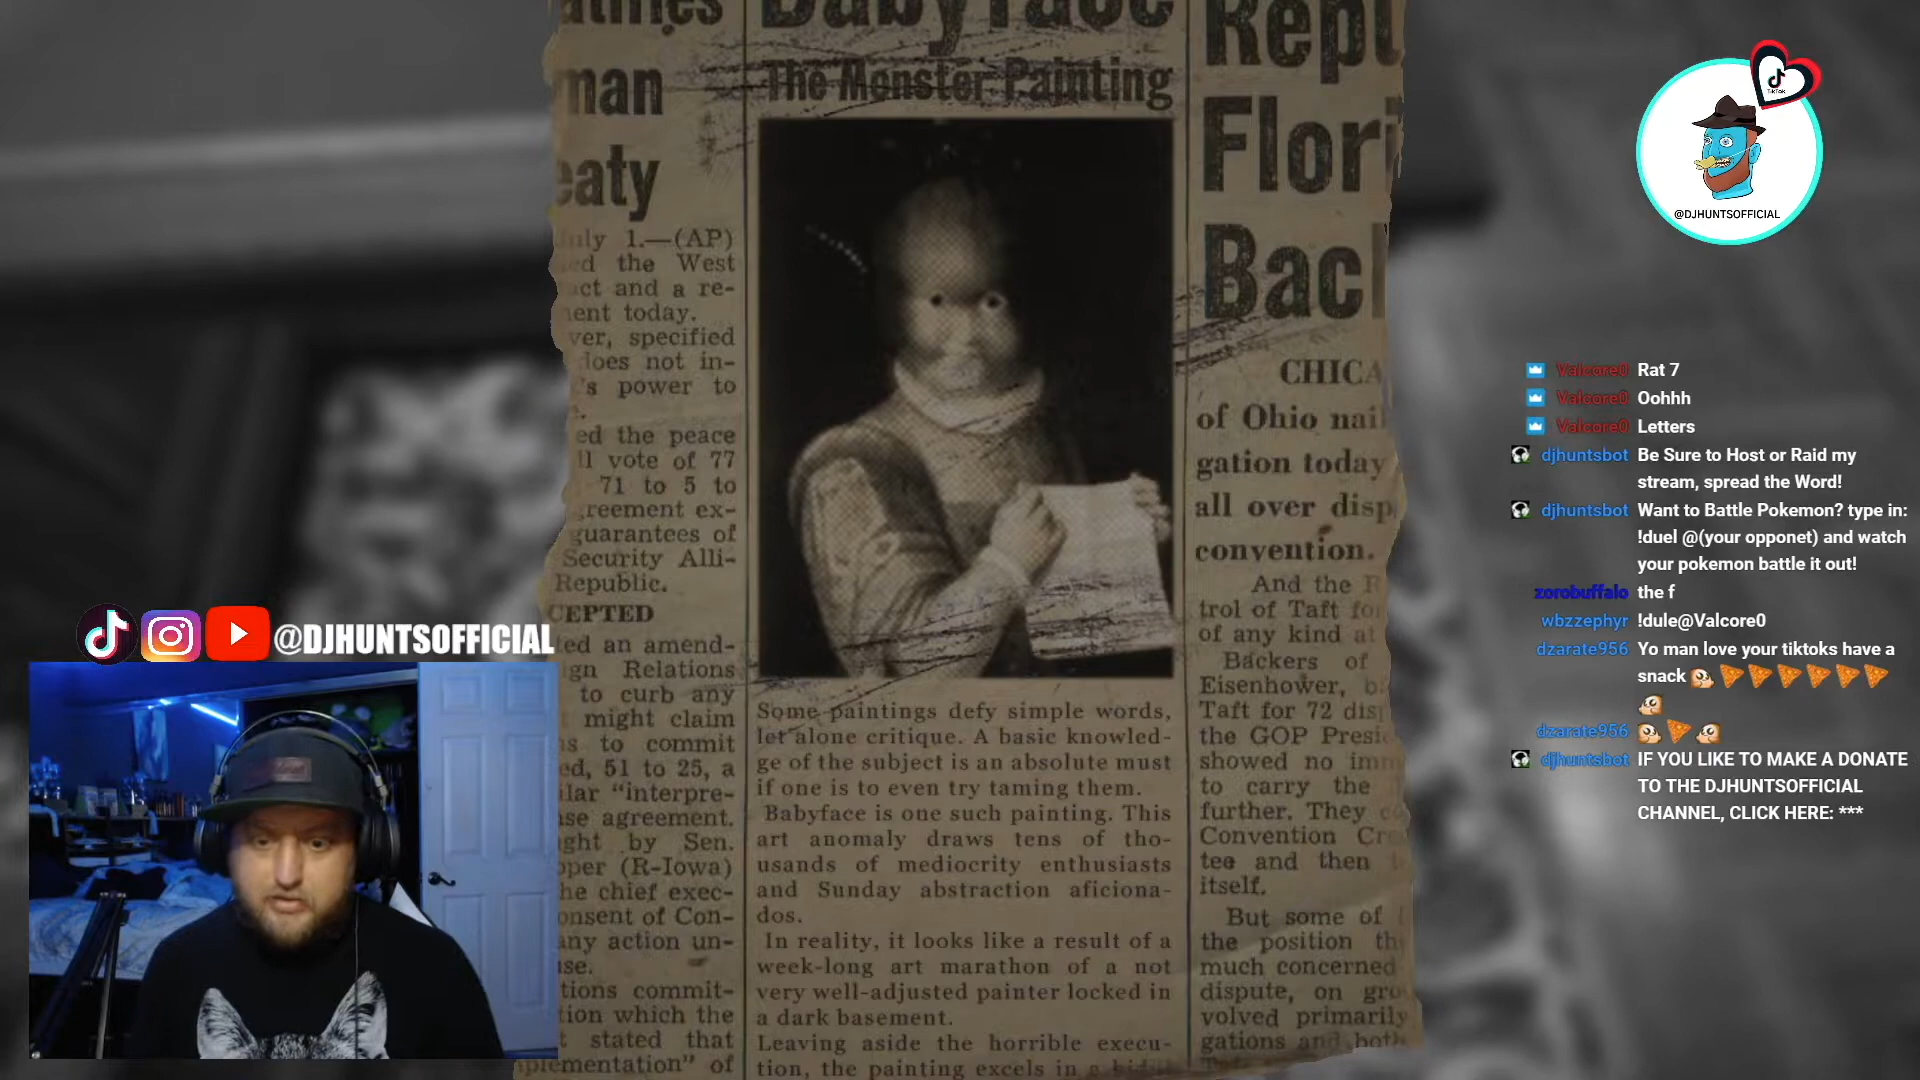 man
eaty
July 1.—(AP)
the West
act and a re-
ment today.
ver, specified
does not in-
's power to
ed the peace
ll vote of 77
71 to 5 to
reement ex-
guarantees of
Security Alli-
Republic.
CEPTED
ed an amend-
gn Relations
to curb any
might claim
ns to commit
ed, 51 to 25, a
ilar "interpre-
se agreement.
ght by Sen.
pper (R-Iowa)
he chief exec-
onsent of Con-
any action un-
use.
tions commit-
tion which the
t stated that
plementation" of
Babyface
The Monster Painting
Some paintings defy simple words,
let alone critique. A basic knowled-
ge of the subject is an absolute must
if one is to even try taming them.
Babyface is one such painting. This
art anomaly draws tens of tho-
usands of mediocrity enthusiasts
and Sunday abstraction aficiona-
dos.
In reality, it looks like a result of a
week-long art marathon of a not
very well-adjusted painter locked in
a dark basement.
Leaving aside the horrible execu-
tion, the painting excels in a
Repu
Flori
Bac
CHICA
of Ohio nai
gation today
all over disp
convention.
And the R
trol of Taft for
of any kind at
Backers of
Eisenhower, b
Taft for 72 dis
the GOP Presi
showed no imm
to carry the
further. They c
Convention Cre
tee and then t
itself.
But some of
the position th
much concerned
dispute, on gro
volved primarily
gations and both
TikTok
@DJHUNTSOFFICIAL
Valcore0 Rat 7
Valcore0 Oohhh
Valcore0 Letters
djhuntsbot Be Sure to Host or Raid my
stream, spread the Word!
djhuntsbot Want to Battle Pokemon? type in:
!duel @(your opponet) and watch
your pokemon battle it out!
zorobuffalo the f
wbzzephyr !dule@Valcore0
dzarate956 Yo man love your tiktoks have a
snack
dzarate956
djhuntsbot IF YOU LIKE TO MAKE A DONATE
TO THE DJHUNTSOFFICIAL
CHANNEL, CLICK HERE: ***
@DJHUNTSOFFICIAL